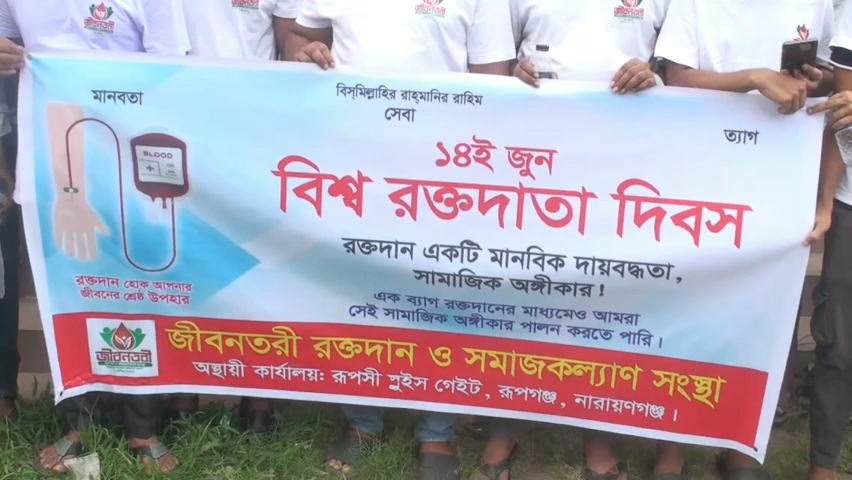 বিস্‌মিল্লাহির রাহ্‌মানির রাহিম
মানবতা
সেবা
ত্যাগ
১৪ই জুন
বিশ্ব রক্তদাতা দিবস
রক্তদান একটি মানবিক দায়বদ্ধতা,
সামাজিক অঙ্গীকার!
এক ব্যাগ রক্তদানের মাধ্যমেও আমরা
সেই সামাজিক অঙ্গীকার পালন করতে পারি।
BLOOD
রক্তদান হোক আপনার
জীবনের শ্রেষ্ঠ উপহার
জীবনতরী
জীবনতরী রক্তদান ও সমাজকল্যাণ সংস্থা
অস্থায়ী কার্যালয়: রূপসী স্লুইস গেইট, রূপগঞ্জ, নারায়ণগঞ্জ।